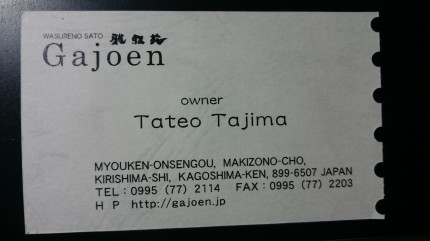 WASURENO SATO 雅叙苑
Gajoen
owner
Tateo Tajima
MYOUKEN-ONSENGOU, MAKIZONO-CHO,
KIRISHIMA-SHI, KAGOSHIMA-KEN, 899-6507 JAPAN
TEL : 0995 (77) 2114 FAX : 0995 (77) 2203
H P http://gajoen.jp